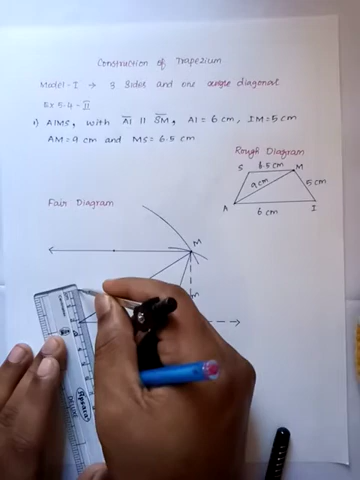 Construction of Trapezium
Model-I → 3 Sides and one angle diagonal
Ex 5.4 - II
1) AIMS, with AI || SM, AI = 6 cm, IM = 5 cm
AM = 9 cm and MS = 6.5 cm
Rough Diagram
S 6.5 cm M
9 cm 5 cm
A 6 cm I
Fair Diagram
M
Apsara
DELUXE